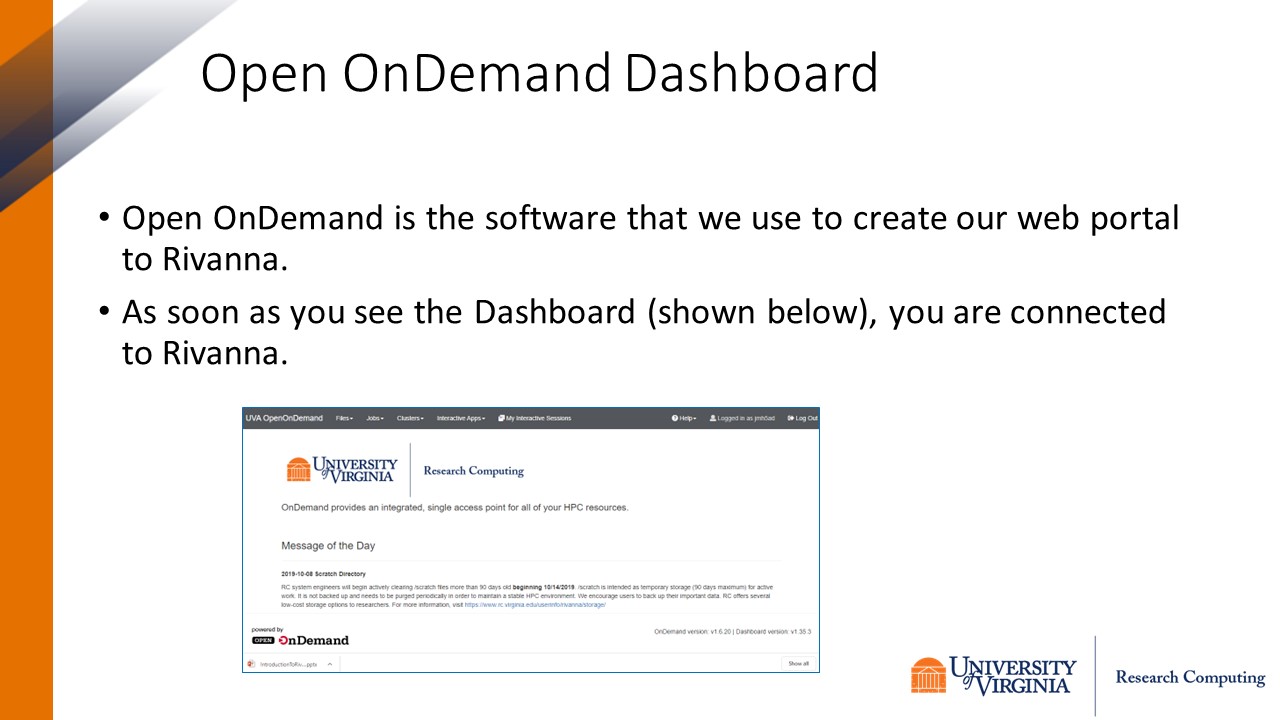 Open OnDemand Dashboard
• Open OnDemand is the software that we use to create our web portal
to Rivanna.
• As soon as you see the Dashboard (shown below), you are connected
to Rivanna.
UVA OpenOnDemand Files Jobs Clusters Interactive Apps My Interactive Sessions Help Logged in as Log Out
UNIVERSITY
of VIRGINIA
Research Computing
OnDemand provides an integrated, single access point for all of your HPC resources.
Message of the Day
2019-10-08 Scratch Directory
RC system engineers will begin actively clearing /scratch files more than 90 days old beginning 10/14/2019. /scratch is intended as temporary storage (90 days maximum) for active
work. It is not backed up and needs to be purged periodically in order to maintain a stable HPC environment. We encourage users to back up their important data. RC offers several
low-cost storage options to researchers. For more information, visit https://www.rc.virginia.edu/userinfo/rivanna/storage/
powered by
OPEN OnDemand
OnDemand version: v1.6.20 | Dashboard version: v1.35.3
IntroductionToRiv....pptx
Show all
UNIVERSITY
of VIRGINIA
Research Computing